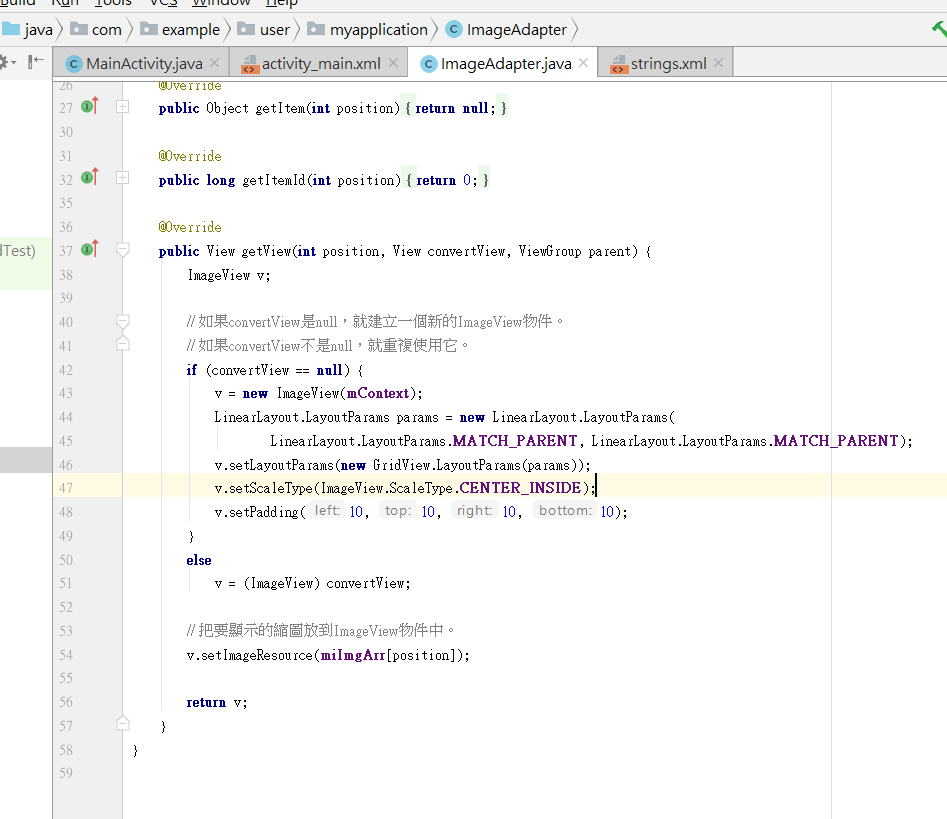 Build Run Tools VCS Window Help
java com example user myapplication ImageAdapter
MainActivity.java activity_main.xml ImageAdapter.java strings.xml
26 @Override
27 public Object getItem(int position) { return null; }
30
31 @Override
32 public long getItemId(int position) { return 0; }
35
36 @Override
dTest) 37 public View getView(int position, View convertView, ViewGroup parent) {
38 ImageView v;
39
40 // 如果convertView是null，就建立一個新的ImageView物件。
41 // 如果convertView不是null，就重複使用它。
42 if (convertView == null) {
43 v = new ImageView(mContext);
44 LinearLayout.LayoutParams params = new LinearLayout.LayoutParams(
45 LinearLayout.LayoutParams.MATCH_PARENT, LinearLayout.LayoutParams.MATCH_PARENT);
46 v.setLayoutParams(new GridView.LayoutParams(params));
47 v.setScaleType(ImageView.ScaleType.CENTER_INSIDE);
48 v.setPadding( left: 10, top: 10, right: 10, bottom: 10);
49 }
50 else
51 v = (ImageView) convertView;
52
53 // 把要顯示的縮圖放到ImageView物件中。
54 v.setImageResource(miImgArr[position]);
55
56 return v;
57 }
58 }
59